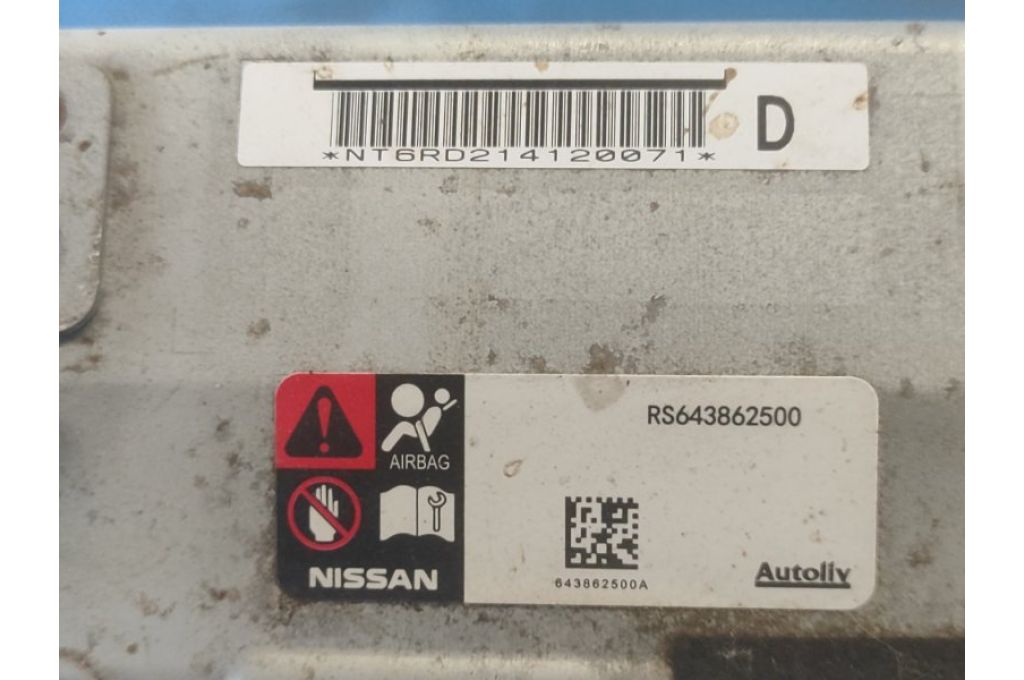 D
*NT6RD214120071*
RS643862500
AIRBAG
643862500A
NISSAN
Autoliv